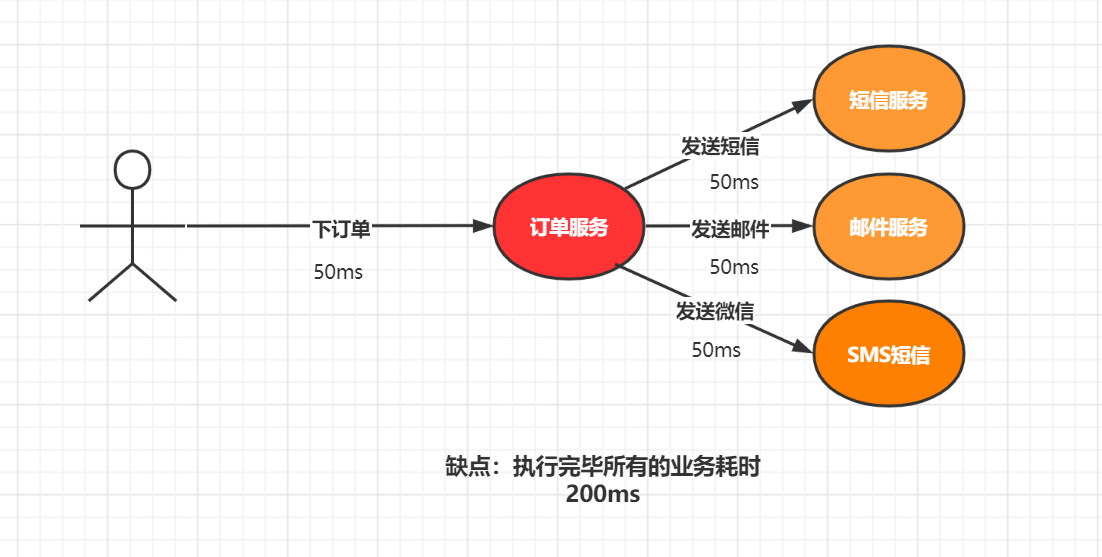 短信服务
发送短信
50ms
下订单
50ms
订单服务
发送邮件
50ms
邮件服务
发送微信
50ms
SMS短信
缺点：执行完毕所有的业务耗时
200ms